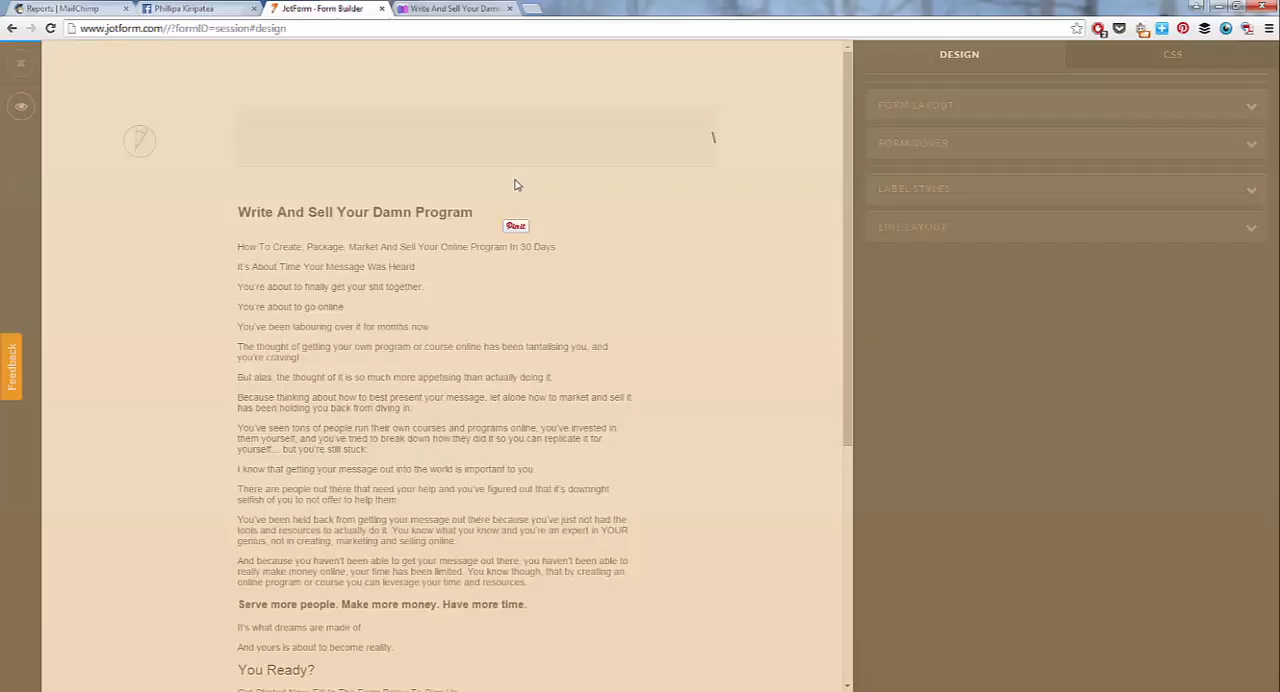 Reports | MailChimp
Phillipa Kiripatea
JotForm · Form Builder
Write And Sell Your Damn
www.jotform.com//?formID=session#design
DESIGN
CSS
FORM LAYOUT
FORM COVER
LABEL STYLES
LINE LAYOUT
\
Write And Sell Your Damn Program
Pin it
How To Create, Package, Market And Sell Your Online Program In 30 Days
It's About Time Your Message Was Heard
You're about to finally get your shit together.
You're about to go online
You've been labouring over it for months now
The thought of getting your own program or course online has been tantalising you, and
you're craving!
But alas, the thought of it is so much more appetising than actually doing it.
Because thinking about how to best present your message, let alone how to market and sell it
has been holding you back from diving in.
You've seen tons of people run their own courses and programs online, you've invested in
them yourself, and you've tried to break down how they did it so you can replicate it for
yourself... but you're still stuck.
I know that getting your message out into the world is important to you.
There are people out there that need your help and you've figured out that it's downright
selfish of you to not offer to help them
You've been held back from getting your message out there because you've just not had the
tools and resources to actually do it. You know what you know and you're an expert in YOUR
genius, not in creating, marketing and selling online.
And because you haven't been able to get your message out there, you haven't been able to
really make money online, your time has been limited. You know though, that by creating an
online program or course you can leverage your time and resources.
Serve more people. Make more money. Have more time.
It's what dreams are made of
And yours is about to become reality.
You Ready?
Get Started Now, Fill In The Form Below To Sign Up
Feedback